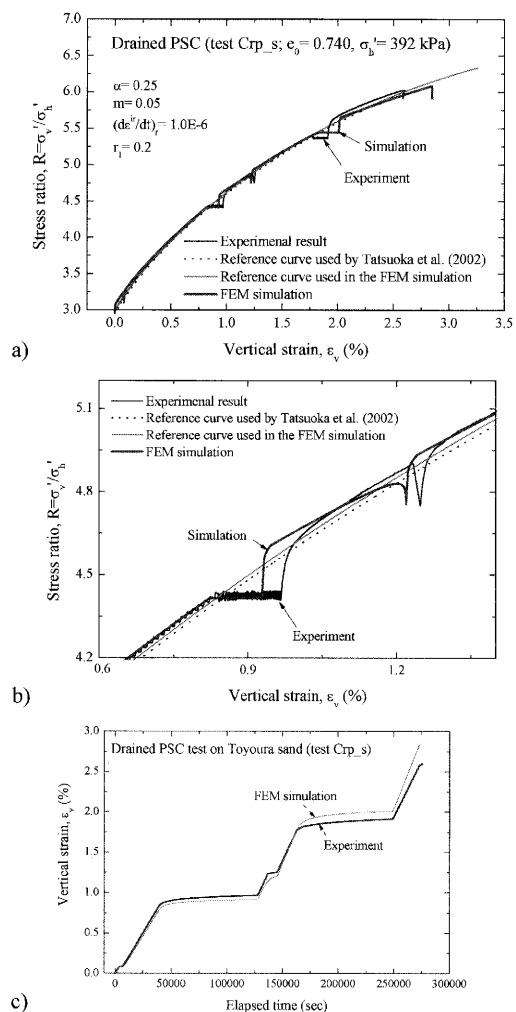 7.0
6.5
6.0
5.5
5.0
4.5
4.0
3.5
3.0
Stress ratio, R=σv'/σh'
Drained PSC (test Crp_s; e0= 0.740, σh'= 392 kPa)
α= 0.25
m= 0.05
(dε^ir/dt)r= 1.0E-6
r1= 0.2
Simulation
Experiment
Experimenal result
Reference curve used by Tatsuoka et al. (2002)
Reference curve used in the FEM simulation
FEM simulation
0.0 0.5 1.0 1.5 2.0 2.5 3.0 3.5
a)
Vertical strain, εv (%)
5.1
4.8
4.5
4.2
Stress ratio, R=σv'/σh'
Experimenal result
Reference curve used by Tatsuoka et al. (2002)
Reference curve used in the FEM simulation
FEM simulation
Simulation
Experiment
0.6 0.9 1.2
b)
Vertical strain, εv (%)
3.0
2.5
2.0
1.5
1.0
0.5
0.0
Vertical strain, εv (%)
Drained PSC test on Toyoura sand (test Crp_s)
FEM simulation
Experiment
0 50000 100000 150000 200000 250000 300000
c)
Elapsed time (sec)